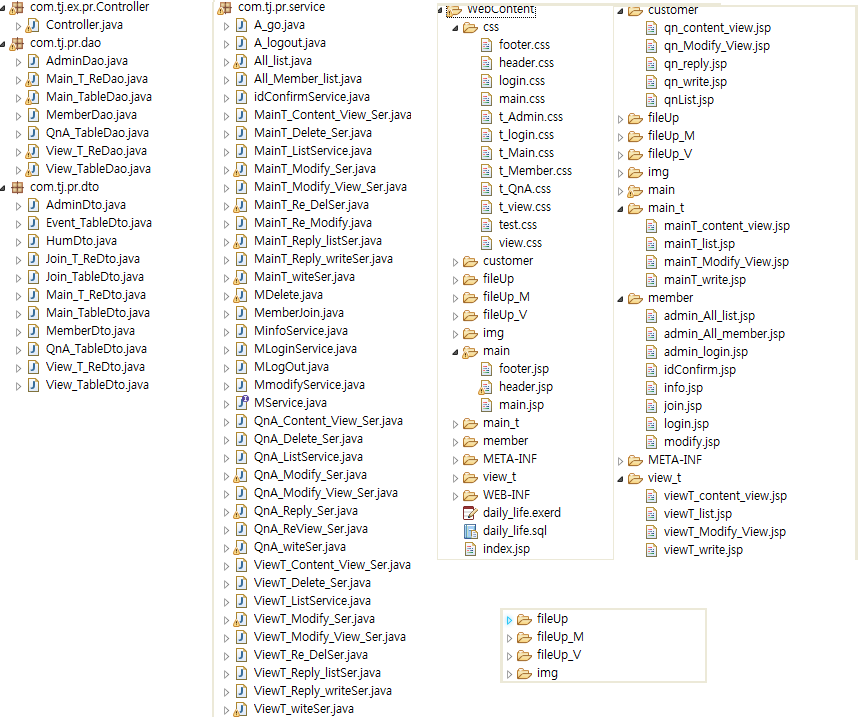 com.tj.ex.pr.Controller
Controller.java
com.tj.pr.dao
AdminDao.java
Main_T_ReDao.java
Main_TableDao.java
MemberDao.java
QnA_TableDao.java
View_T_ReDao.java
View_TableDao.java
com.tj.pr.dto
AdminDto.java
Event_TableDto.java
HumDto.java
Join_T_ReDto.java
Join_TableDto.java
Main_T_ReDto.java
Main_TableDto.java
MemberDto.java
QnA_TableDto.java
View_T_ReDto.java
View_TableDto.java
com.tj.pr.service
A_go.java
A_logout.java
All_list.java
All_Member_list.java
idConfirmService.java
MainT_Content_View_Ser.java
MainT_Delete_Ser.java
MainT_ListService.java
MainT_Modify_Ser.java
MainT_Modify_View_Ser.java
MainT_Re_DelSer.java
MainT_Re_Modify.java
MainT_Reply_listSer.java
MainT_Reply_writeSer.java
MainT_witeSer.java
MDelete.java
MemberJoin.java
MinfoService.java
MLoginService.java
MLogOut.java
MmodifyService.java
MService.java
QnA_Content_View_Ser.java
QnA_Delete_Ser.java
QnA_ListService.java
QnA_Modify_Ser.java
QnA_Modify_View_Ser.java
QnA_Reply_Ser.java
QnA_ReView_Ser.java
QnA_witeSer.java
ViewT_Content_View_Ser.java
ViewT_Delete_Ser.java
ViewT_ListService.java
ViewT_Modify_Ser.java
ViewT_Modify_View_Ser.java
ViewT_Re_DelSer.java
ViewT_Reply_listSer.java
ViewT_Reply_writeSer.java
ViewT_witeSer.java
WebContent
css
footer.css
header.css
login.css
main.css
t_Admin.css
t_login.css
t_Main.css
t_Member.css
t_QnA.css
t_view.css
test.css
view.css
customer
fileUp
fileUp_M
fileUp_V
img
main
footer.jsp
header.jsp
main.jsp
main_t
member
META-INF
view_t
WEB-INF
daily_life.exerd
daily_life.sql
index.jsp
customer
qn_content_view.jsp
qn_Modify_View.jsp
qn_reply.jsp
qn_write.jsp
qnList.jsp
fileUp
fileUp_M
fileUp_V
img
main
main_t
mainT_content_view.jsp
mainT_list.jsp
mainT_Modify_View.jsp
mainT_write.jsp
member
admin_All_list.jsp
admin_All_member.jsp
admin_login.jsp
idConfirm.jsp
info.jsp
join.jsp
login.jsp
modify.jsp
META-INF
view_t
viewT_content_view.jsp
viewT_list.jsp
viewT_Modify_View.jsp
viewT_write.jsp
fileUp
fileUp_M
fileUp_V
img